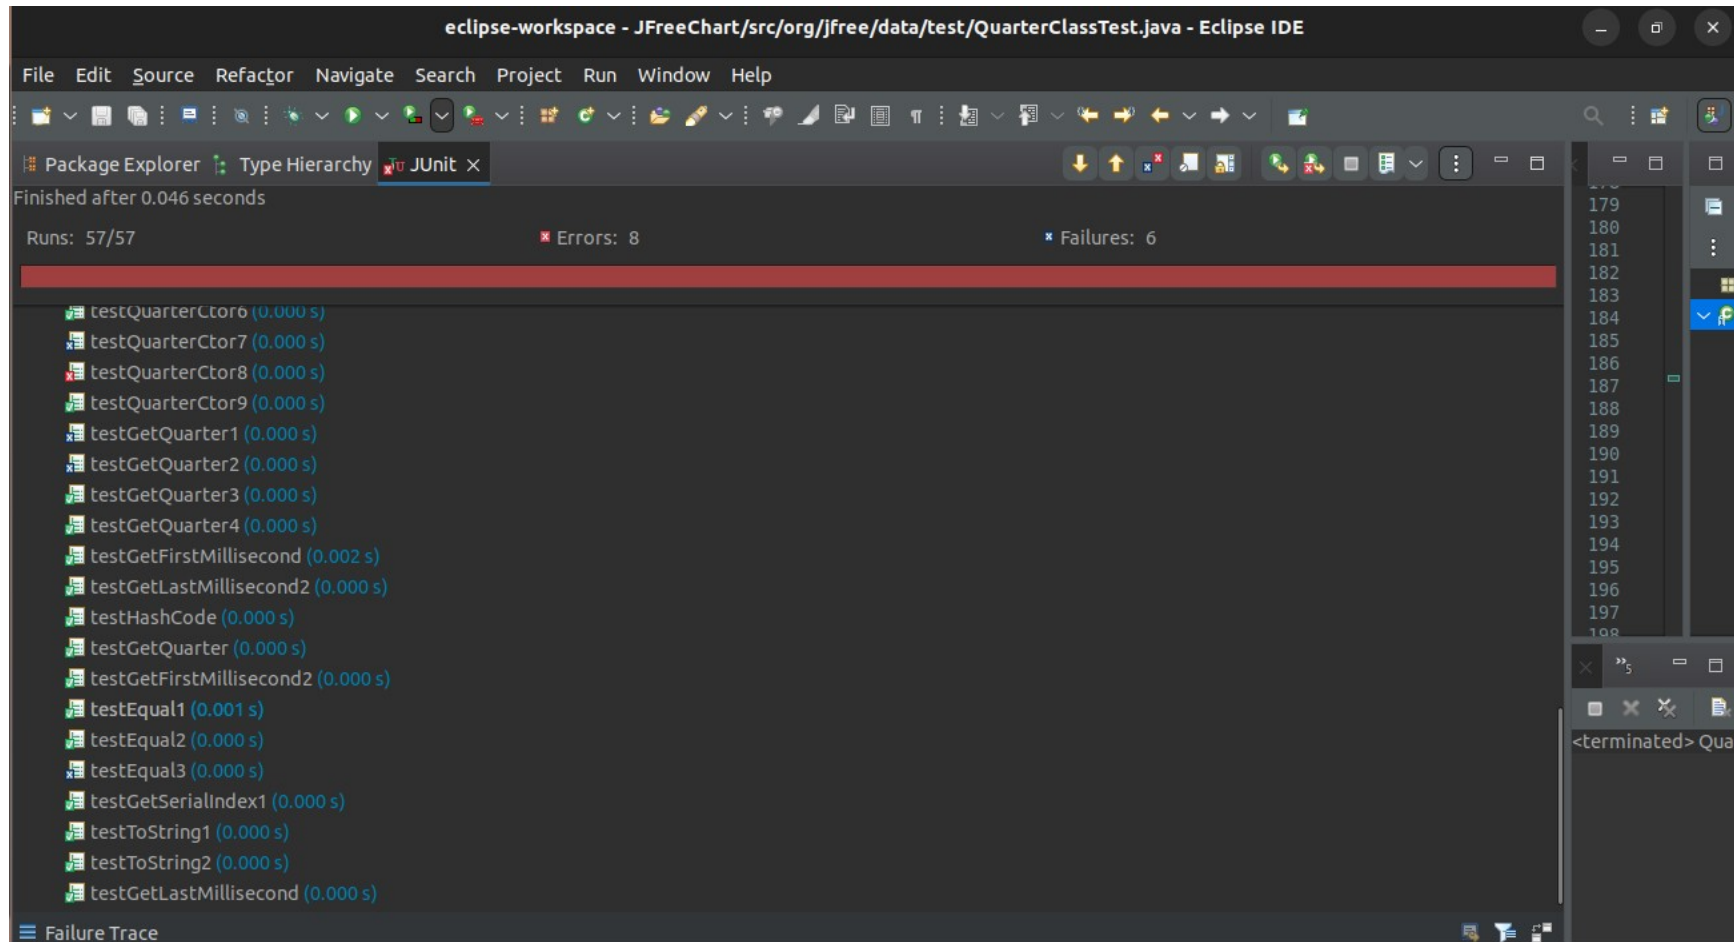 eclipse-workspace - JFreeChart/src/org/jfree/data/test/QuarterClassTest.java - Eclipse IDE
File Edit Source Refactor Navigate Search Project Run Window Help
Package Explorer Type Hierarchy JUnit
Finished after 0.046 seconds
Runs: 57/57 Errors: 8 Failures: 6
testQuarterCtor6 (0.000 s)
testQuarterCtor7 (0.000 s)
testQuarterCtor8 (0.000 s)
testQuarterCtor9 (0.000 s)
testGetQuarter1 (0.000 s)
testGetQuarter2 (0.000 s)
testGetQuarter3 (0.000 s)
testGetQuarter4 (0.000 s)
testGetFirstMillisecond (0.002 s)
testGetLastMillisecond2 (0.000 s)
testHashCode (0.000 s)
testGetQuarter (0.000 s)
testGetFirstMillisecond2 (0.000 s)
testEqual1 (0.001 s)
testEqual2 (0.000 s)
testEqual3 (0.000 s)
testGetSerialIndex1 (0.000 s)
testToString1 (0.000 s)
testToString2 (0.000 s)
testGetLastMillisecond (0.000 s)
Failure Trace
179
180
181
182
183
184
185
186
187
188
189
190
191
192
193
194
195
196
197
198
»5
<terminated> Qua